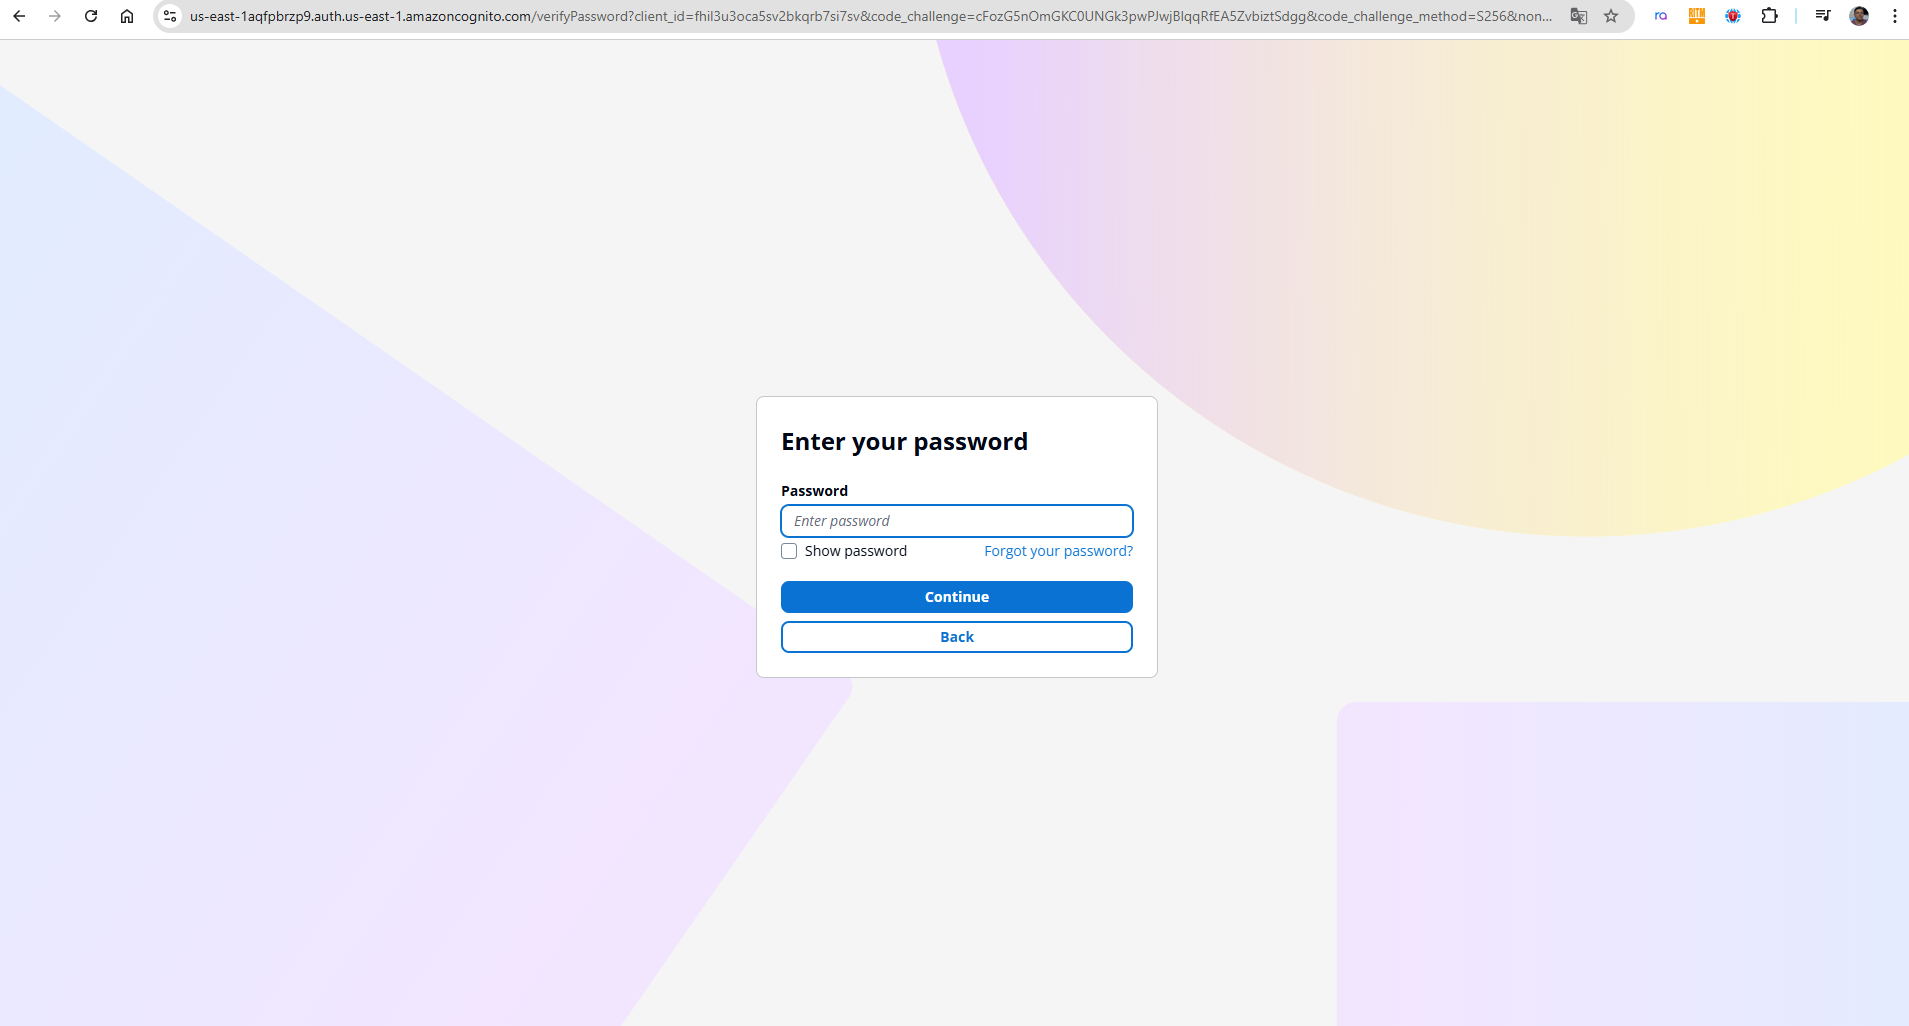 us-east-1aqfpbrzp9.auth.us-east-1.amazoncognito.com/verifyPassword?client_id=fhil3u3oca5sv2bkqrb7si7sv&code_challenge=cFozG5nOmGKC0UNGk3pwPJwjBlqqRfEA5ZvbiztSdgg&code_challenge_method=S256&non...
Enter your password
Password
Enter password
Show password Forgot your password?
Continue
Back